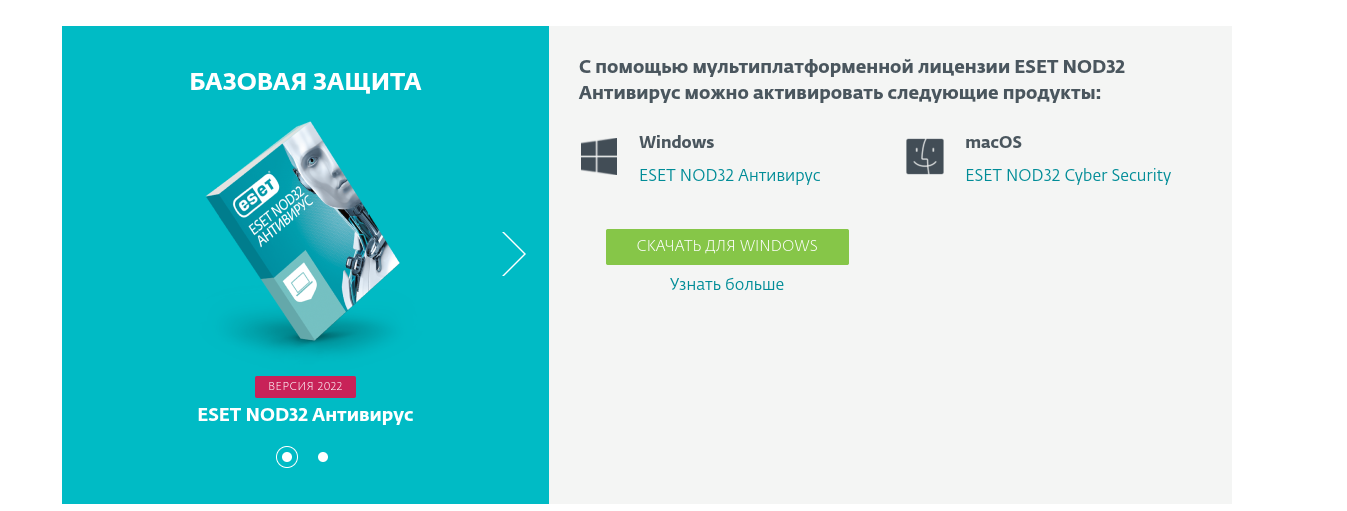 БАЗОВАЯ ЗАЩИТА
eseT
ESET NOD32
АНТИВИРУС
ВЕРСИЯ 2022
ESET NOD32 Антивирус
С помощью мультиплатформенной лицензии ESET NOD32
Антивирус можно активировать следующие продукты:
Windows
ESET NOD32 Антивирус
macOS
ESET NOD32 Cyber Security
СКАЧАТЬ ДЛЯ WINDOWS
Узнать больше